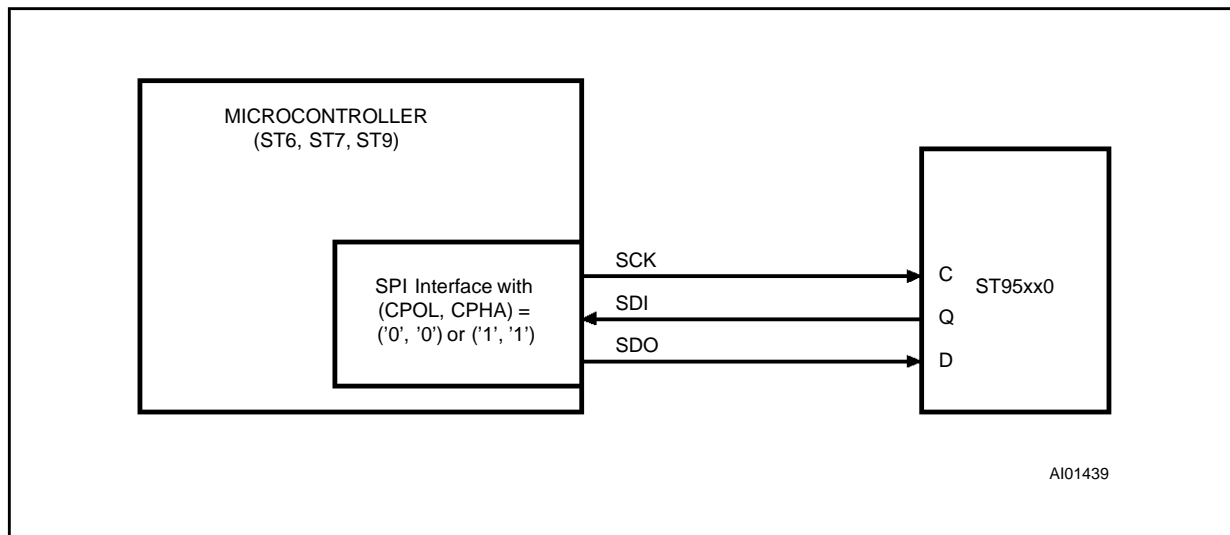 MICROCONTROLLER
(ST6, ST7, ST9)
SPI Interface with
(CPOL, CPHA) =
('0', '0') or ('1', '1')
SCK
SDI
SDO
C
Q
D
ST95xx0
AI01439